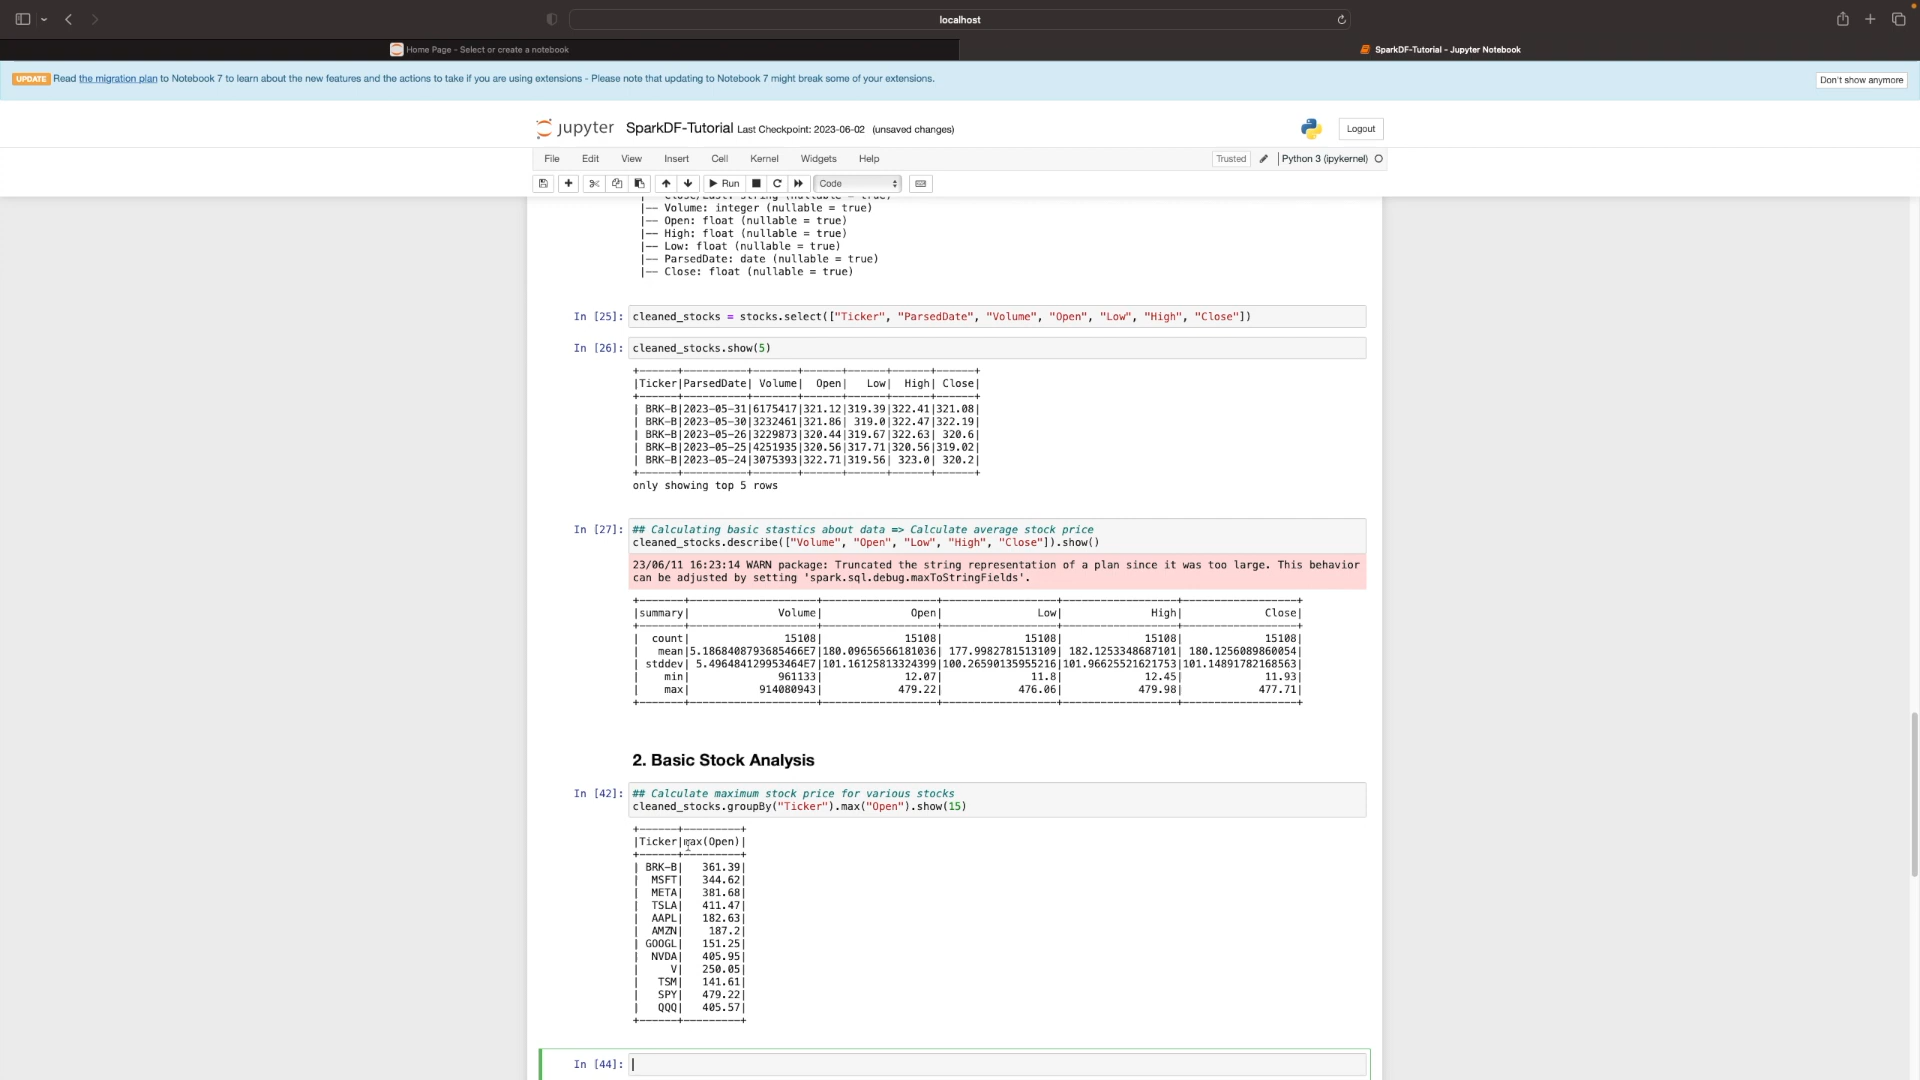 localhost
Home Page - Select or create a notebook
SparkDF-Tutorial - Jupyter Notebook
UPDATE Read the migration plan to Notebook 7 to learn about the new features and the actions to take if you are using extensions - Please note that updating to Notebook 7 might break some of your extensions.
Don't show anymore
jupyter SparkDF-Tutorial Last Checkpoint: 2023-06-02 (unsaved changes)
Logout
File Edit View Insert Cell Kernel Widgets Help
Trusted Python 3 (ipykernel)
Run Code
|-- Close/Last: string (nullable = true)
|-- Volume: integer (nullable = true)
|-- Open: float (nullable = true)
|-- High: float (nullable = true)
|-- Low: float (nullable = true)
|-- ParsedDate: date (nullable = true)
|-- Close: float (nullable = true)
In [25]: cleaned_stocks = stocks.select(["Ticker", "ParsedDate", "Volume", "Open", "Low", "High", "Close"])
In [26]: cleaned_stocks.show(5)
+------+----------+-------+------+------+------+------+
|Ticker|ParsedDate| Volume|  Open|   Low|  High| Close|
+------+----------+-------+------+------+------+------+
| BRK-B|2023-05-31|6175417|321.12|319.39|322.41|321.08|
| BRK-B|2023-05-30|3232461|321.86| 319.0|322.47|322.19|
| BRK-B|2023-05-26|3229873|320.44|319.67|322.63| 320.6|
| BRK-B|2023-05-25|4251935|320.56|317.71|320.56|319.02|
| BRK-B|2023-05-24|3075393|322.71|319.56| 323.0| 320.2|
+------+----------+-------+------+------+------+------+
only showing top 5 rows
In [27]: ## Calculating basic stastics about data => Calculate average stock price
cleaned_stocks.describe(["Volume", "Open", "Low", "High", "Close"]).show()
23/06/11 16:23:14 WARN package: Truncated the string representation of a plan since it was too large. This behavior
can be adjusted by setting 'spark.sql.debug.maxToStringFields'.
+-------+--------------------+------------------+------------------+------------------+------------------+
|summary|              Volume|              Open|               Low|              High|             Close|
+-------+--------------------+------------------+------------------+------------------+------------------+
|  count|               15108|             15108|             15108|             15108|             15108|
|   mean|5.1868408793685466E7|180.09656566181036| 177.9982781513109| 182.1253348687101| 180.1256089860054|
| stddev| 5.496484129953464E7|101.16125813324399|100.26590135955216|101.96625521621753|101.14891782168563|
|    min|              961133|             12.07|              11.8|             12.45|             11.93|
|    max|           914080943|            479.22|            476.06|            479.98|            477.71|
+-------+--------------------+------------------+------------------+------------------+------------------+
2. Basic Stock Analysis
In [42]: ## Calculate maximum stock price for various stocks
cleaned_stocks.groupBy("Ticker").max("Open").show(15)
+------+---------+
|Ticker|max(Open)|
+------+---------+
| BRK-B|   361.39|
|  MSFT|   344.62|
|  META|   381.68|
|  TSLA|   411.47|
|  AAPL|   182.63|
|  AMZN|    187.2|
| GOOGL|   151.25|
|  NVDA|   405.95|
|     V|   250.05|
|   TSM|   141.61|
|   SPY|   479.22|
|   QQQ|   405.57|
+------+---------+
In [44]: